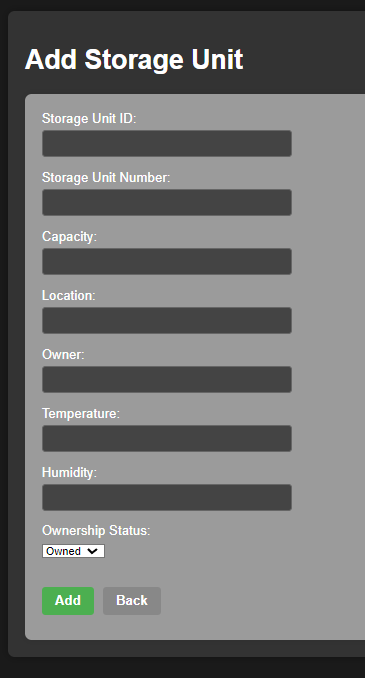 Add Storage Unit
Storage Unit ID:
Storage Unit Number:
Capacity:
Location:
Owner:
Temperature:
Humidity:
Ownership Status:
Owned
Add Back